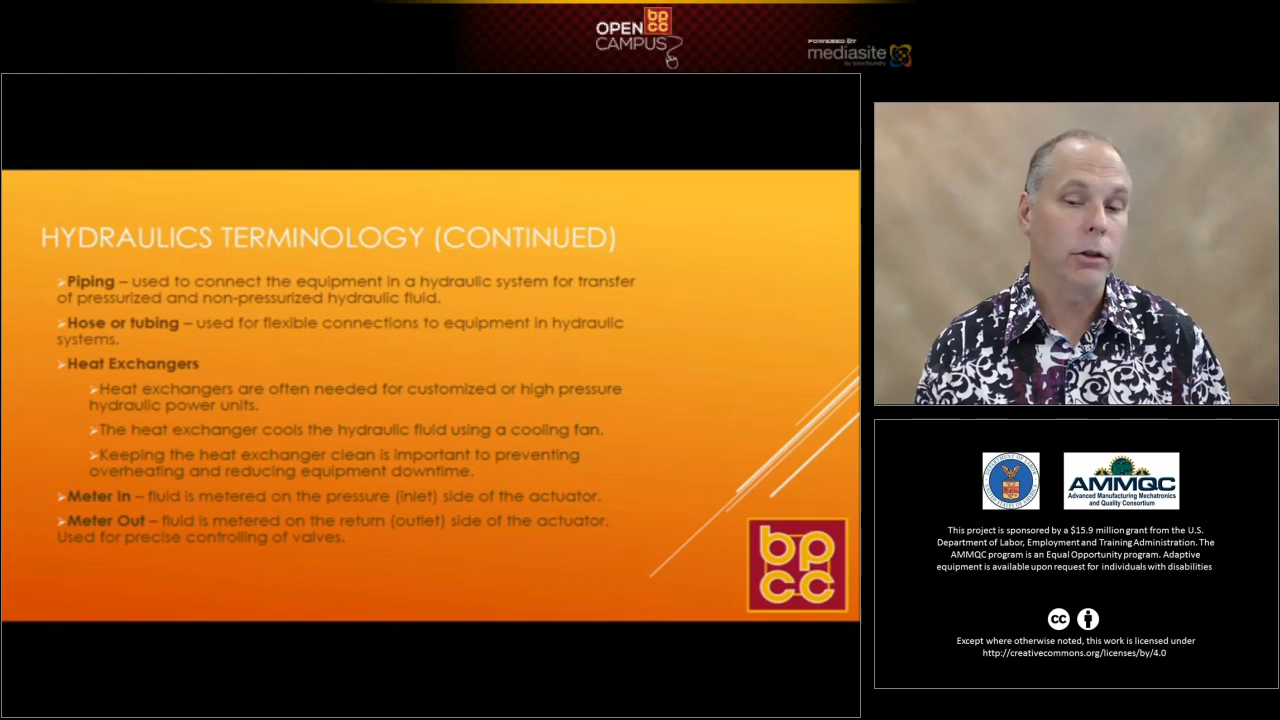 OPEN bpcc
CAMPUS
POWERED BY
mediasite
by sonicfoundry
HYDRAULICS TERMINOLOGY (CONTINUED)
Piping – used to connect the equipment in a hydraulic system for transfer
of pressurized and non-pressurized hydraulic fluid.
Hose or tubing – used for flexible connections to equipment in hydraulic
systems.
Heat Exchangers
Heat exchangers are often needed for customized or high pressure
hydraulic power units.
The heat exchanger cools the hydraulic fluid using a cooling fan.
Keeping the heat exchanger clean is important to preventing
overheating and reducing equipment downtime.
Meter In – fluid is metered on the pressure (inlet) side of the actuator.
Meter Out – fluid is metered on the return (outlet) side of the actuator.
Used for precise controlling of valves.
bp
cc
AMMQC
Advanced Manufacturing Mechatronics
and Quality Consortium
This project is sponsored by a $15.9 million grant from the U.S.
Department of Labor, Employment and Training Administration. The
AMMQC program is an Equal Opportunity program. Adaptive
equipment is available upon request for individuals with disabilities
cc
Except where otherwise noted, this work is licensed under
http://creativecommons.org/licenses/by/4.0